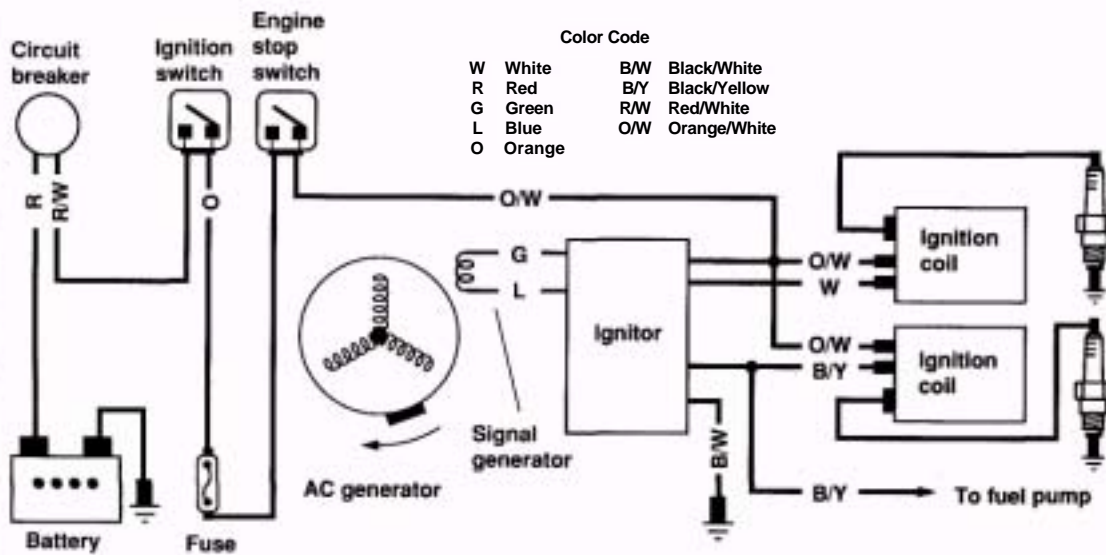 Circuit
breaker
Ignition
switch
Engine
stop
switch
Color Code
W White B/W Black/White
R Red B/Y Black/Yellow
G Green R/W Red/White
L Blue O/W Orange/White
O Orange
R
R/W
O
O/W
G
L
Ignitor
O/W
W
Ignition
coil
O/W
B/Y
Ignition
coil
Signal
generator
AC generator
B/W
B/Y
To fuel pump
Battery
Fuse